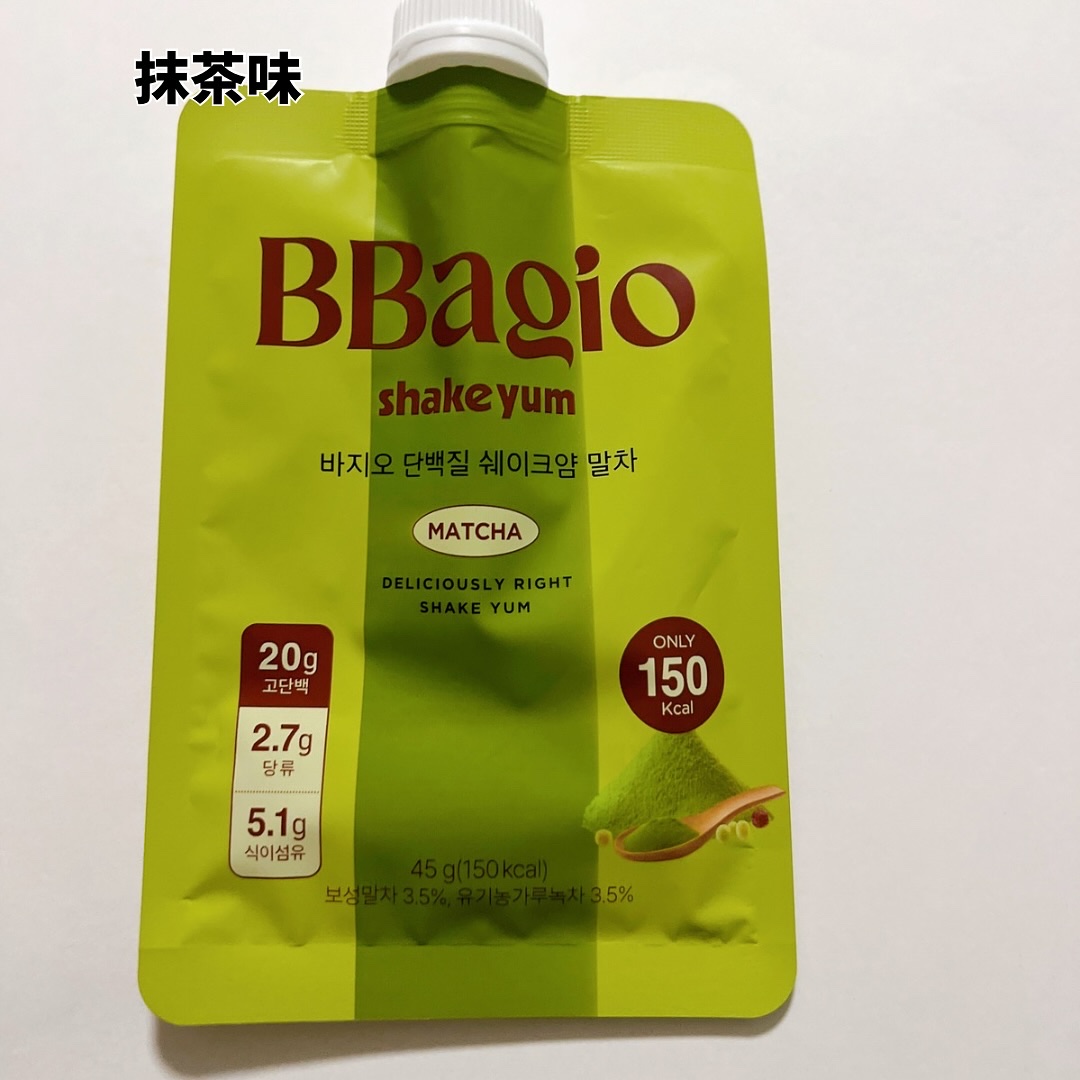 抹茶味
BBagio
shake yum
바지오 단백질 쉐이크얌 말차
MATCHA
DELICIOUSLY RIGHT
SHAKE YUM
20g
고단백
2.7g
당류
5.1g
식이섬유
ONLY
150
Kcal
45 g(150 kcal)
보성말차 3.5%, 유기농가루녹차 3.5%